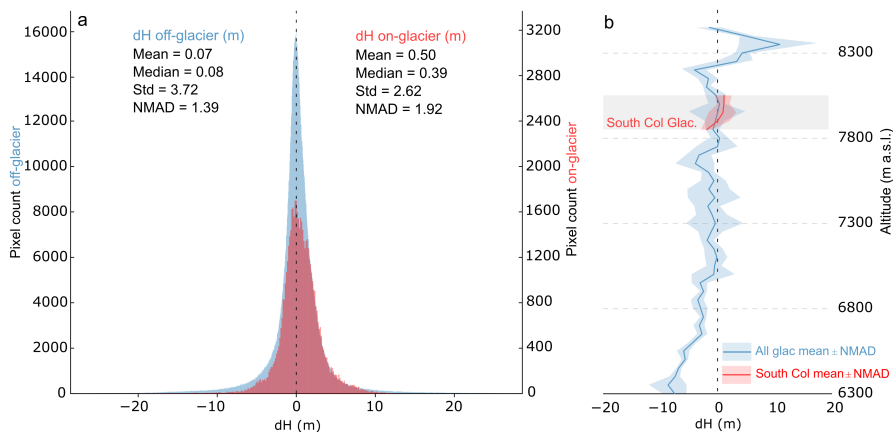 a
b
dH off-glacier (m)
Mean = 0.07
Median = 0.08
Std = 3.72
NMAD = 1.39
dH on-glacier (m)
Mean = 0.50
Median = 0.39
Std = 2.62
NMAD = 1.92
16000
14000
12000
10000
8000
6000
4000
2000
0
Pixel count off-glacier
3200
2800
2400
2000
1600
1200
800
400
0
Pixel count on-glacier
−20
−10
0
10
20
dH (m)
South Col Glac.
8300
7800
7300
6800
6300
Altitude (m a.s.l.)
All glac mean ± NMAD
South Col mean ± NMAD
−20
−10
0
10
20
dH (m)